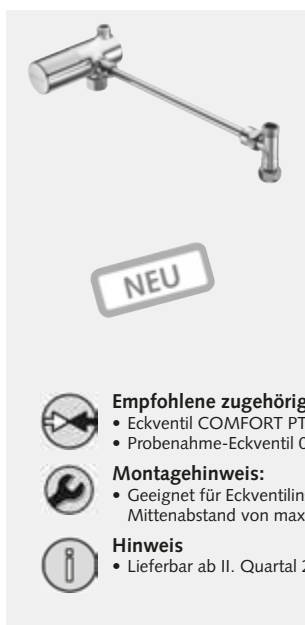 NEU
Empfohlene zugehörig
• Eckventil COMFORT PT
• Probenahme-Eckventil
Montagehinweis:
• Geeignet für Eckventilin
Mittenabstand von max
Hinweis
• Lieferbar ab II. Quartal 2